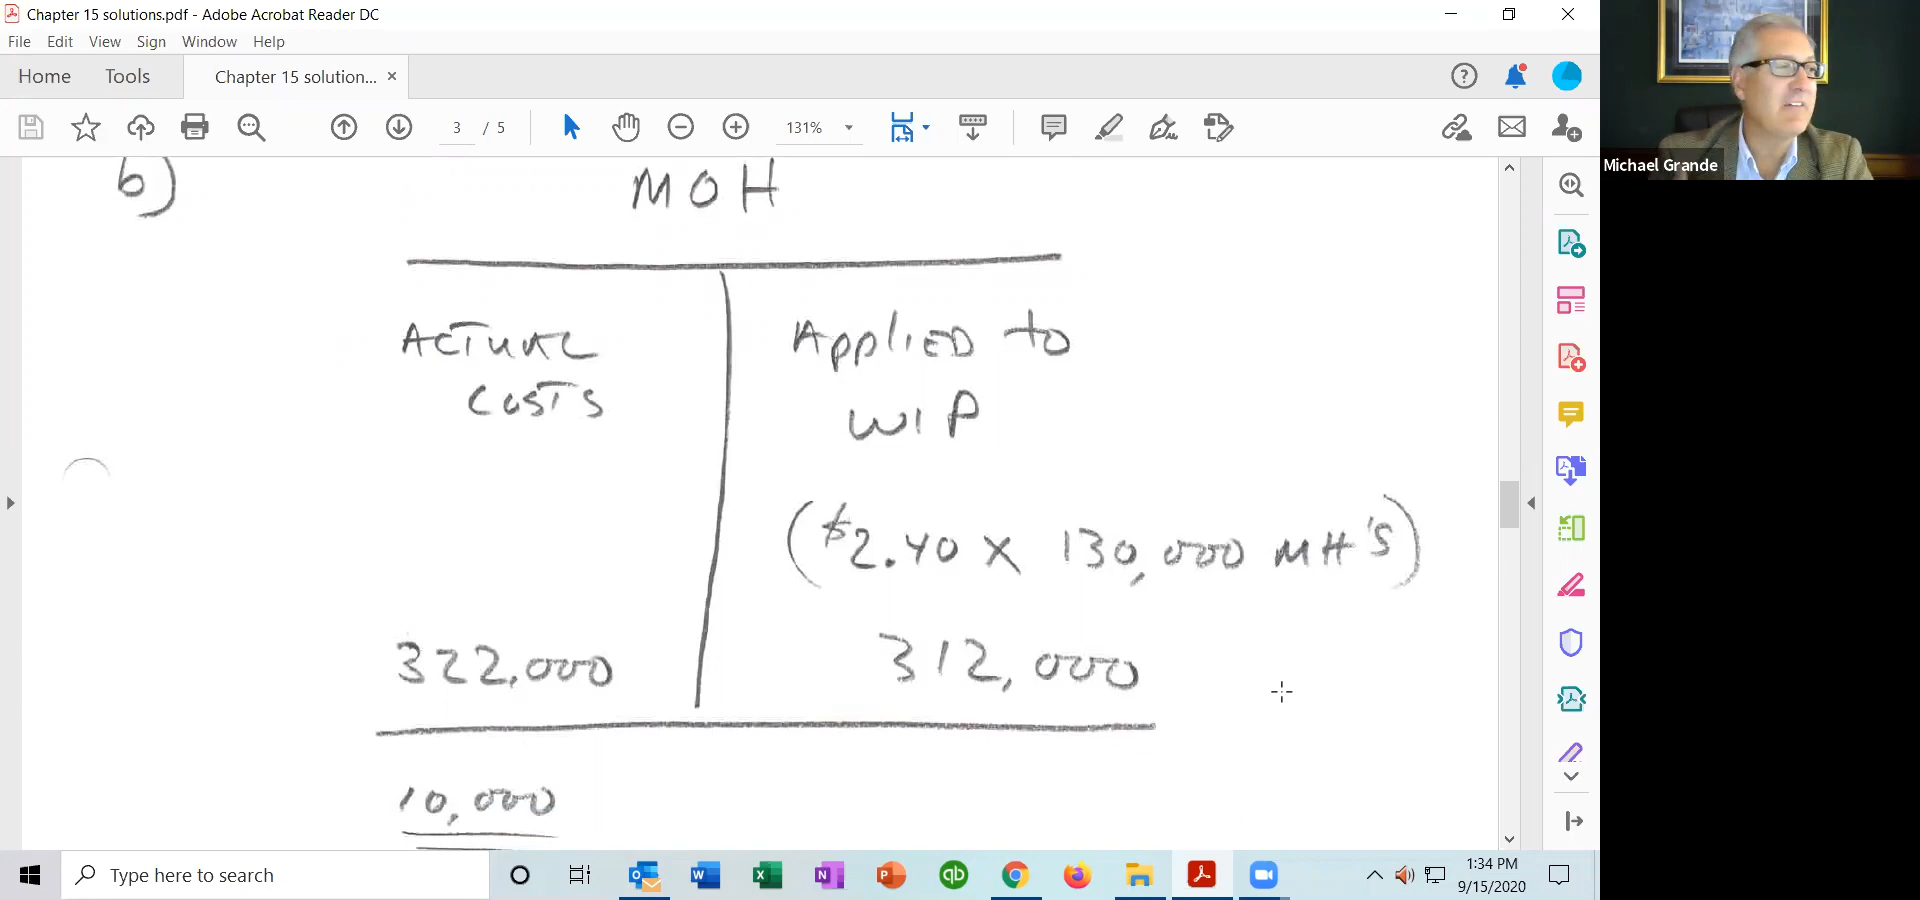 Chapter 15 solutions.pdf - Adobe Acrobat Reader DC
File Edit View Sign Window Help
Home Tools Chapter 15 solution... ×
3 / 5 131%
Michael Grande
b) MOH
ACTUAL COSTS
Applied to WIP
($2.40 X 130,000 MH'S)
322,000 312,000
10,000
Type here to search
1:34 PM
9/15/2020